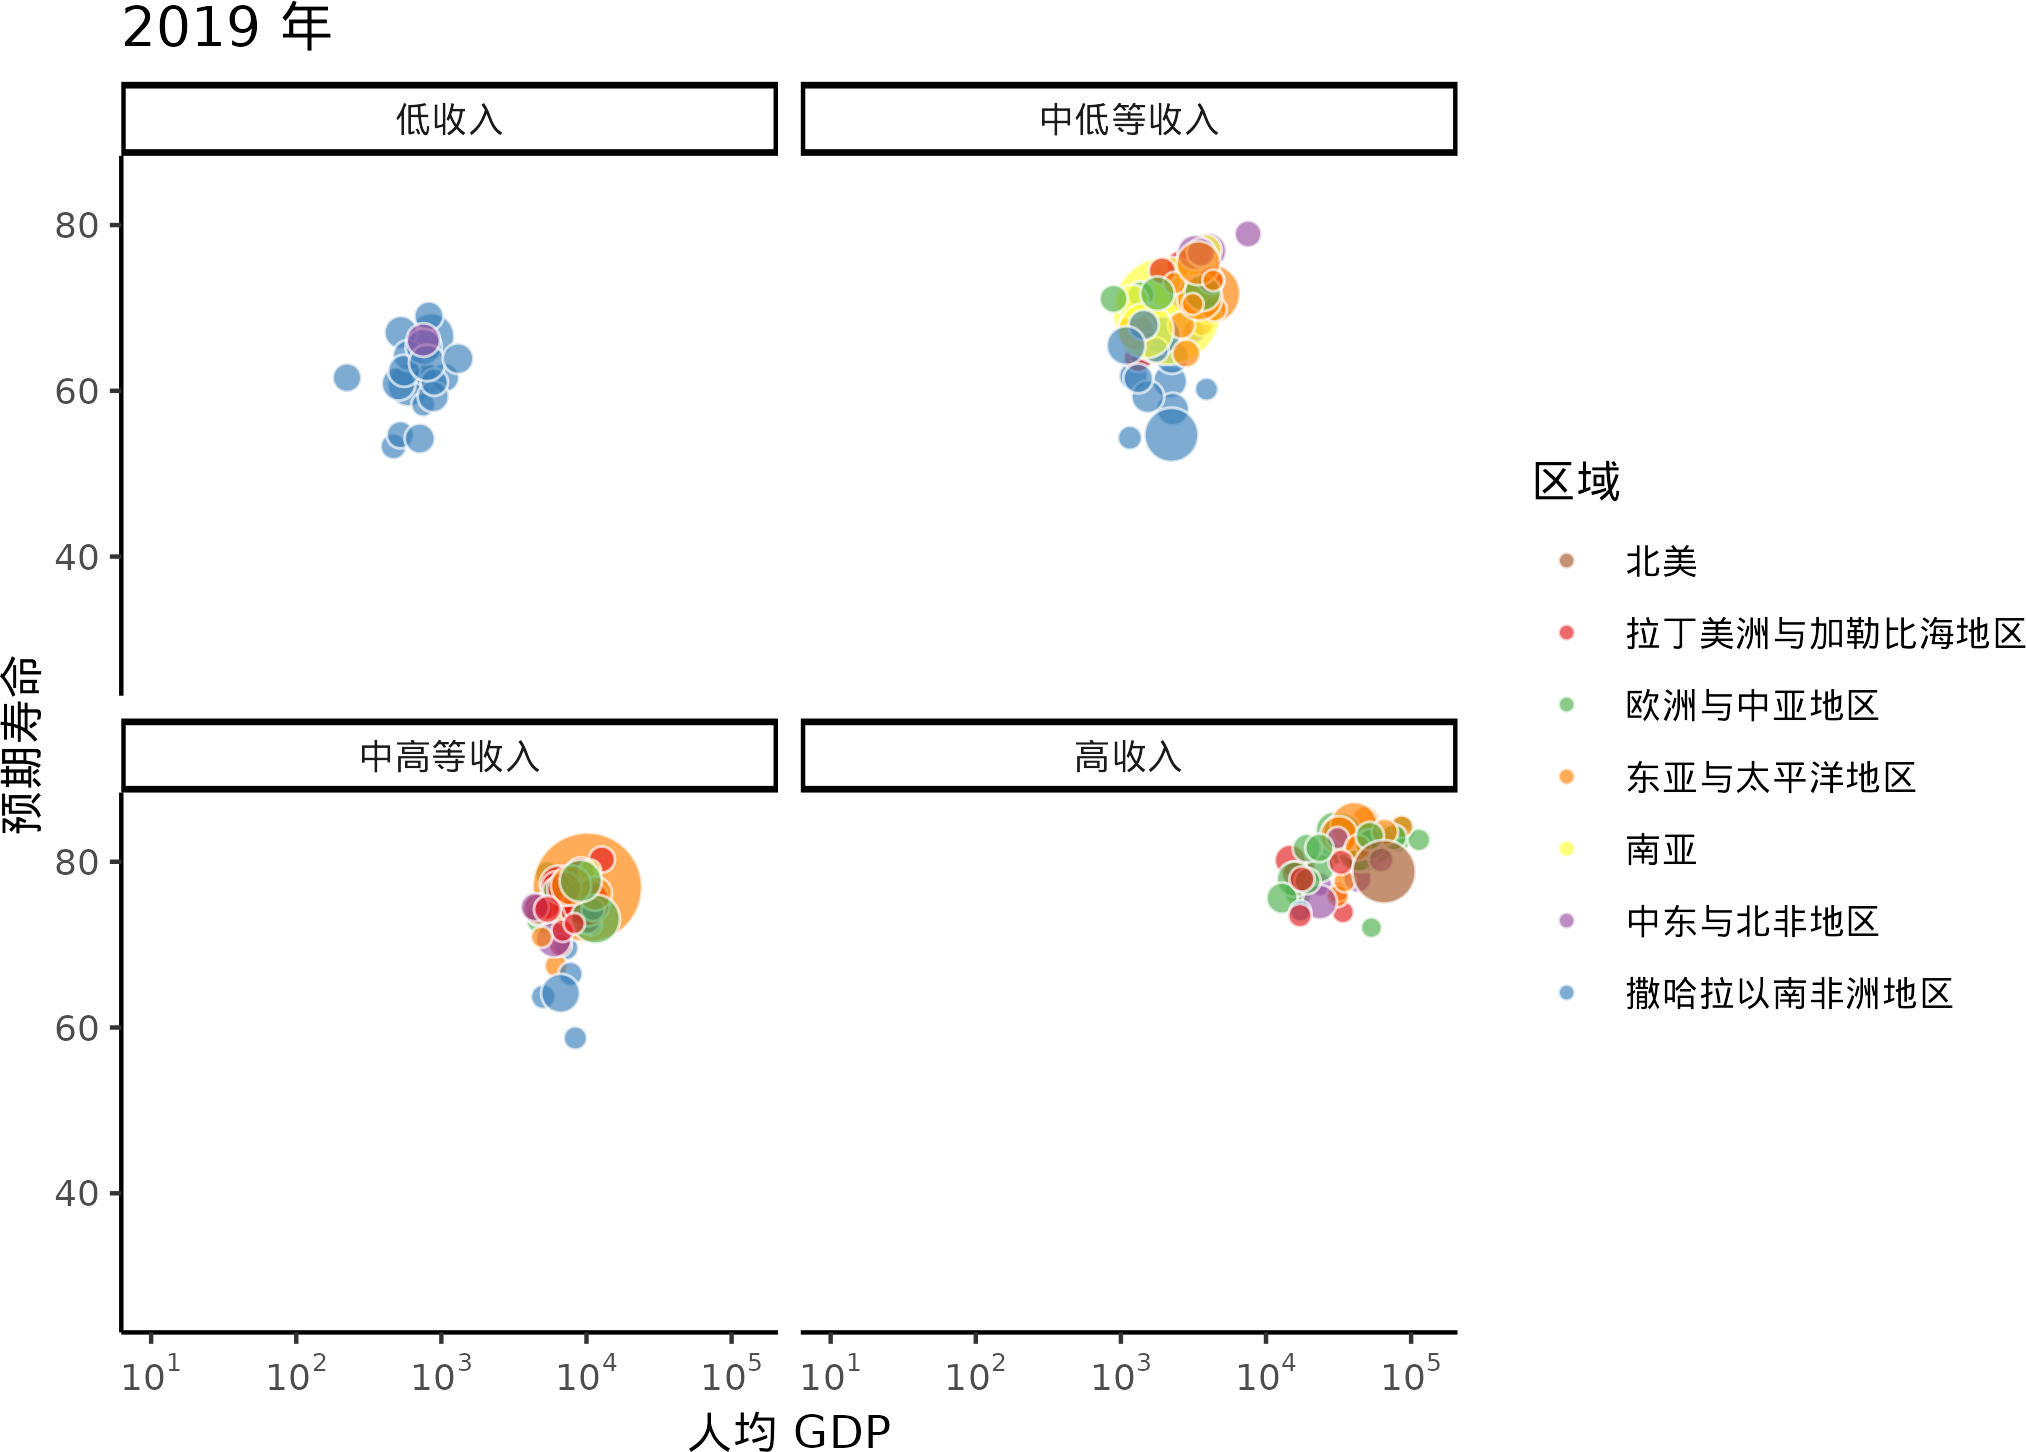 2019 年
低收入
中低等收入
80
60
40
中高等收入
高收入
80
60
40
10¹ 10² 10³ 10⁴ 10⁵ 10¹ 10² 10³ 10⁴ 10⁵
人均 GDP
预期寿命
区域
北美
拉丁美洲与加勒比海地区
欧洲与中亚地区
东亚与太平洋地区
南亚
中东与北非地区
撒哈拉以南非洲地区